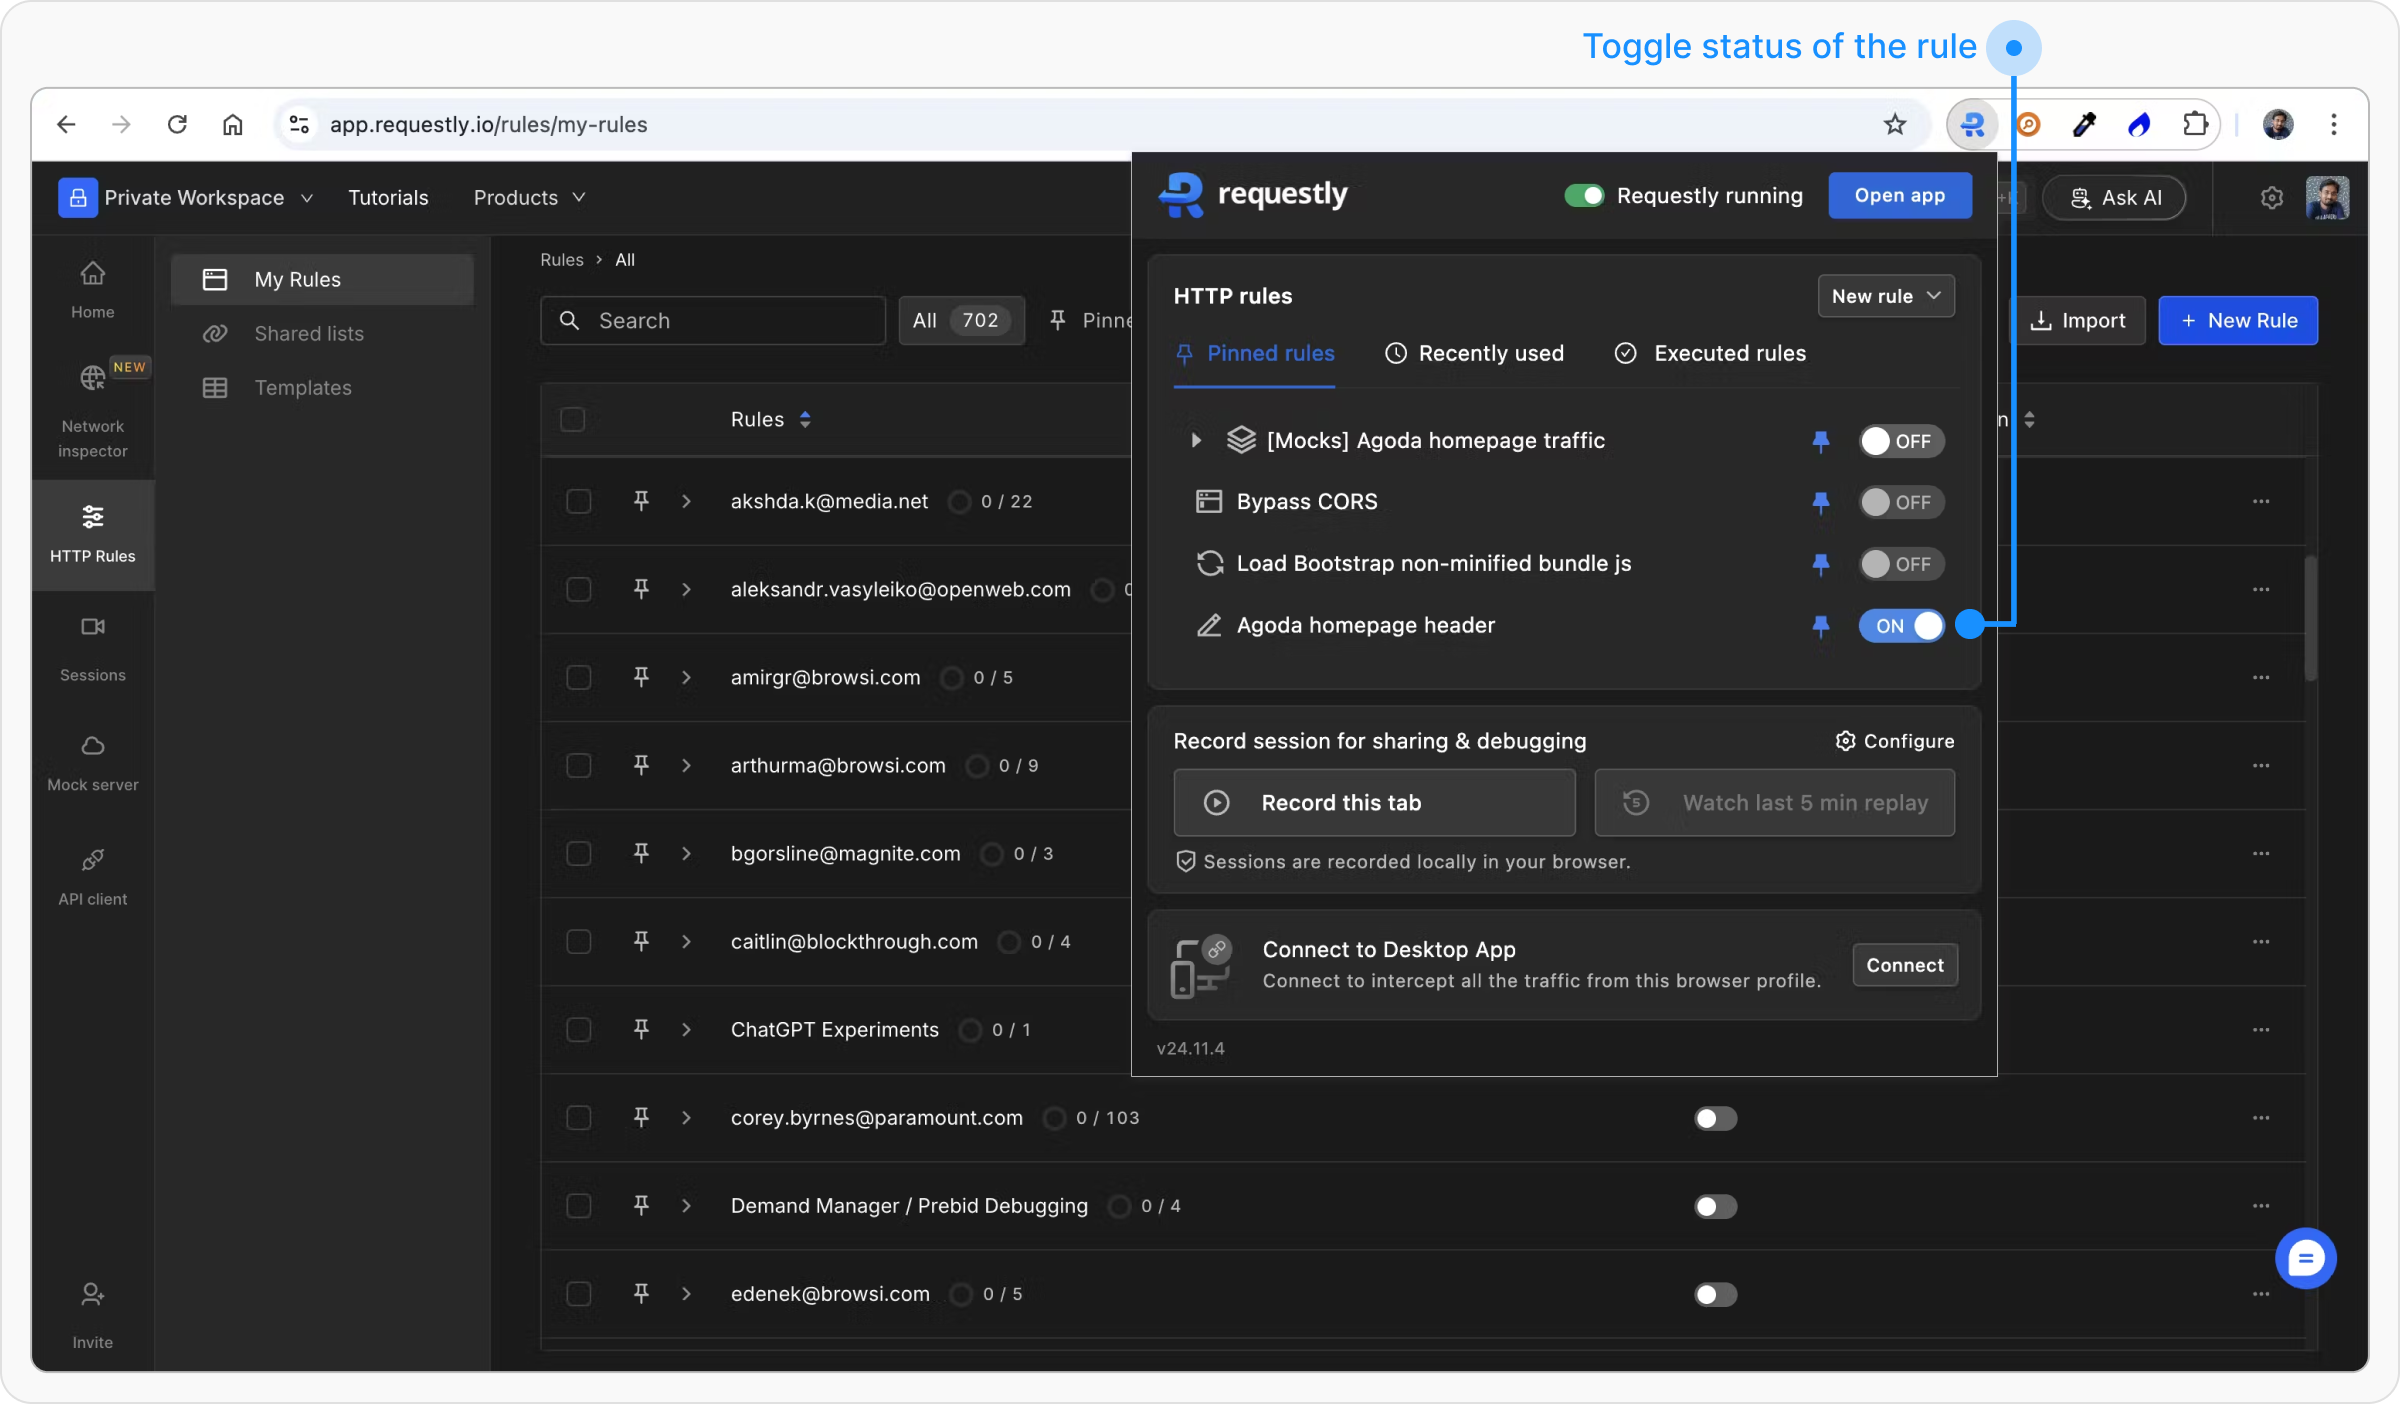 Toggle status of the rule
app.requestly.io/rules/my-rules
Private Workspace
Tutorials
Products
requestly
Requestly running
Open app
Ask AI
Home
NEW
Network
inspector
HTTP Rules
Sessions
Mock server
API client
Invite
My Rules
Shared lists
Templates
Rules > All
Search
All 702
Import
+ New Rule
Rules
akshda.k@media.net 0 / 22
aleksandr.vasyleiko@openweb.com
amirgr@browsi.com 0 / 5
arthurma@browsi.com 0 / 9
bgorsline@magnite.com 0 / 3
caitlin@blockthrough.com 0 / 4
ChatGPT Experiments 0 / 1
corey.byrnes@paramount.com 0 / 103
Demand Manager / Prebid Debugging 0 / 4
edenek@browsi.com 0 / 5
HTTP rules
New rule
Pinned rules
Recently used
Executed rules
[Mocks] Agoda homepage traffic OFF
Bypass CORS OFF
Load Bootstrap non-minified bundle js OFF
Agoda homepage header ON
Record session for sharing & debugging
Configure
Record this tab
5
Watch last 5 min replay
Sessions are recorded locally in your browser.
Connect to Desktop App
Connect to intercept all the traffic from this browser profile.
Connect
v24.11.4